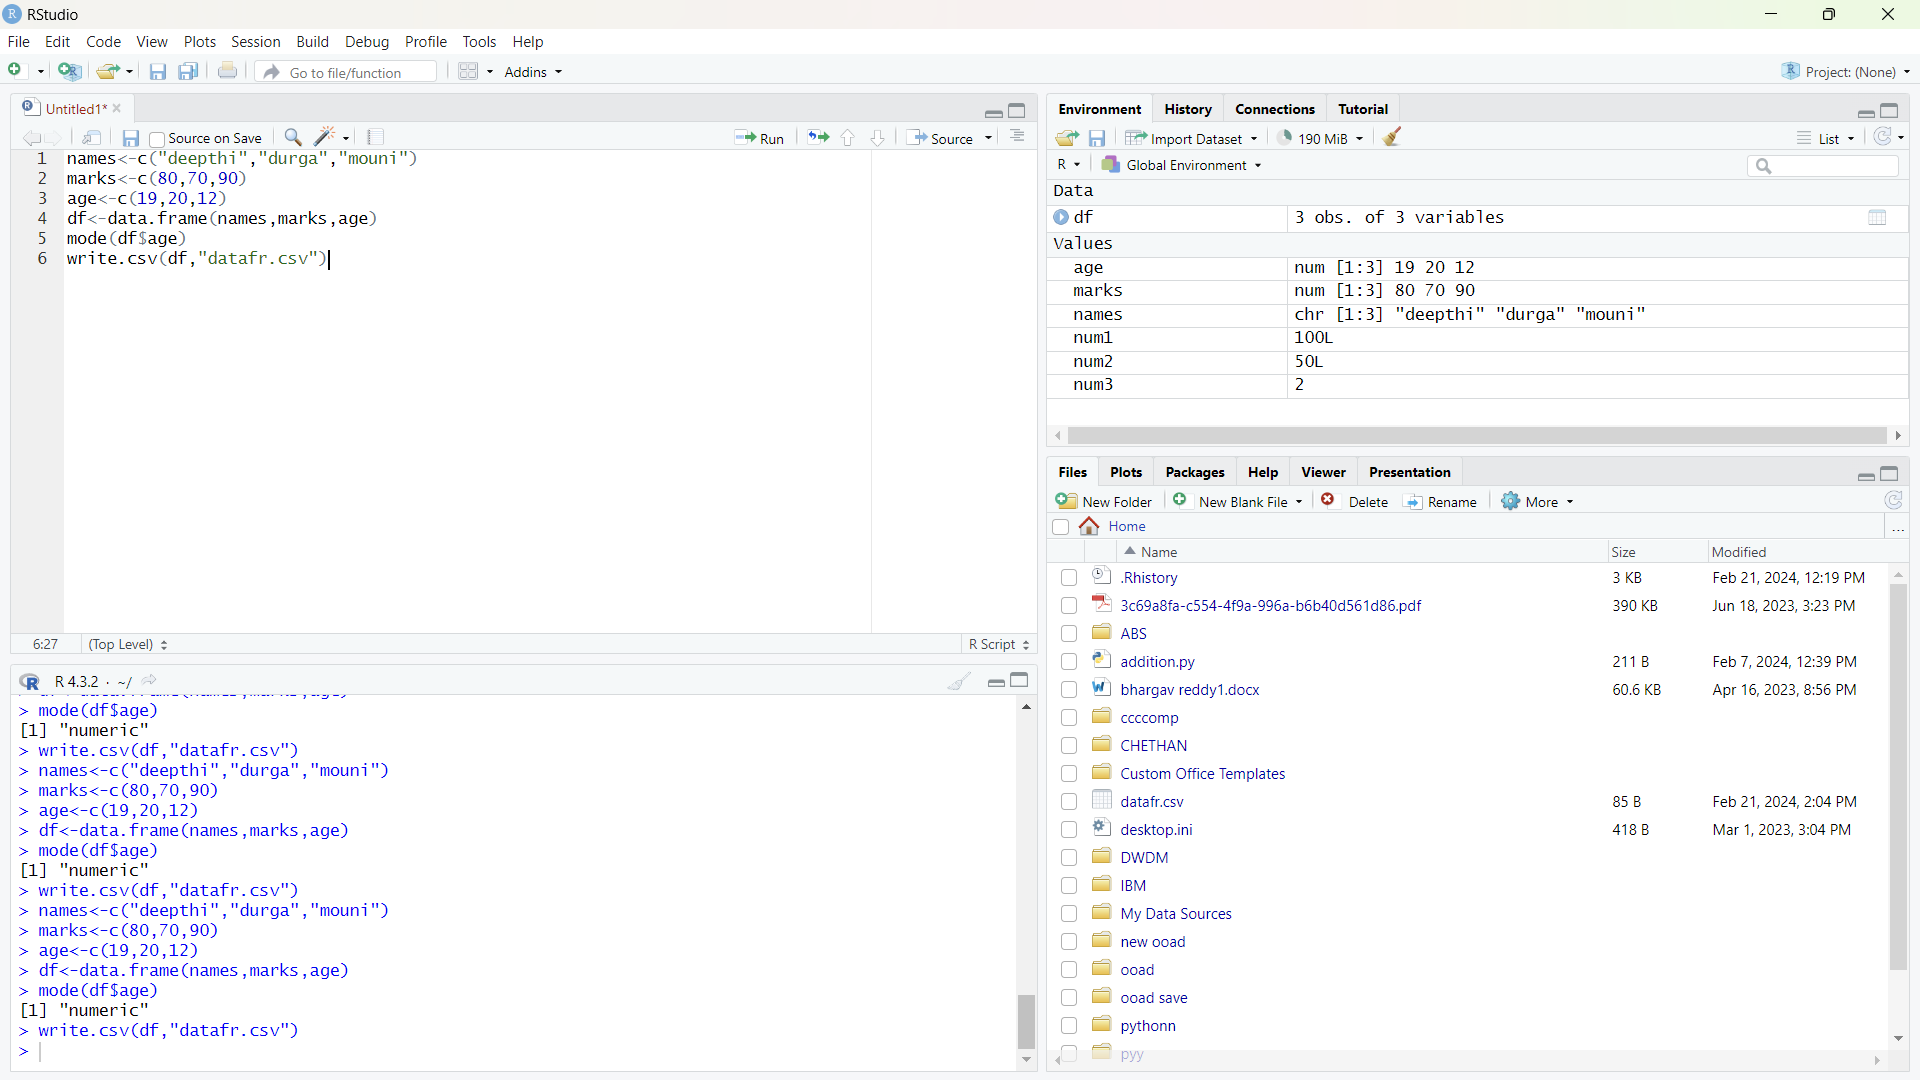 RStudio
File Edit Code View Plots Session Build Debug Profile Tools Help
Go to file/function Addins Project: (None)
Untitled1*
Source on Save Run Source
1 names<-c("deepthi","durga","mouni")
2 marks<-c(80,70,90)
3 age<-c(19,20,12)
4 df<-data.frame(names,marks,age)
5 mode(df$age)
6 write.csv(df,"datafr.csv")
6:27 (Top Level) R Script
R 4.3.2 · ~/
> mode(df$age)
[1] "numeric"
> write.csv(df,"datafr.csv")
> names<-c("deepthi","durga","mouni")
> marks<-c(80,70,90)
> age<-c(19,20,12)
> df<-data.frame(names,marks,age)
> mode(df$age)
[1] "numeric"
> write.csv(df,"datafr.csv")
> names<-c("deepthi","durga","mouni")
> marks<-c(80,70,90)
> age<-c(19,20,12)
> df<-data.frame(names,marks,age)
> mode(df$age)
[1] "numeric"
> write.csv(df,"datafr.csv")
>
Environment History Connections Tutorial
Import Dataset 190 MiB List
R Global Environment
Data
df 3 obs. of 3 variables
Values
age num [1:3] 19 20 12
marks num [1:3] 80 70 90
names chr [1:3] "deepthi" "durga" "mouni"
num1 100L
num2 50L
num3 2
Files Plots Packages Help Viewer Presentation
New Folder New Blank File Delete Rename More
Home ...
Name Size Modified
.Rhistory 3 KB Feb 21, 2024, 12:19 PM
3c69a8fa-c554-4f9a-996a-b6b40d561d86.pdf 390 KB Jun 18, 2023, 3:23 PM
ABS
addition.py 211 B Feb 7, 2024, 12:39 PM
bhargav reddy1.docx 60.6 KB Apr 16, 2023, 8:56 PM
ccccomp
CHETHAN
Custom Office Templates
datafr.csv 85 B Feb 21, 2024, 2:04 PM
desktop.ini 418 B Mar 1, 2023, 3:04 PM
DWDM
IBM
My Data Sources
new ooad
ooad
ooad save
pythonn
pyy